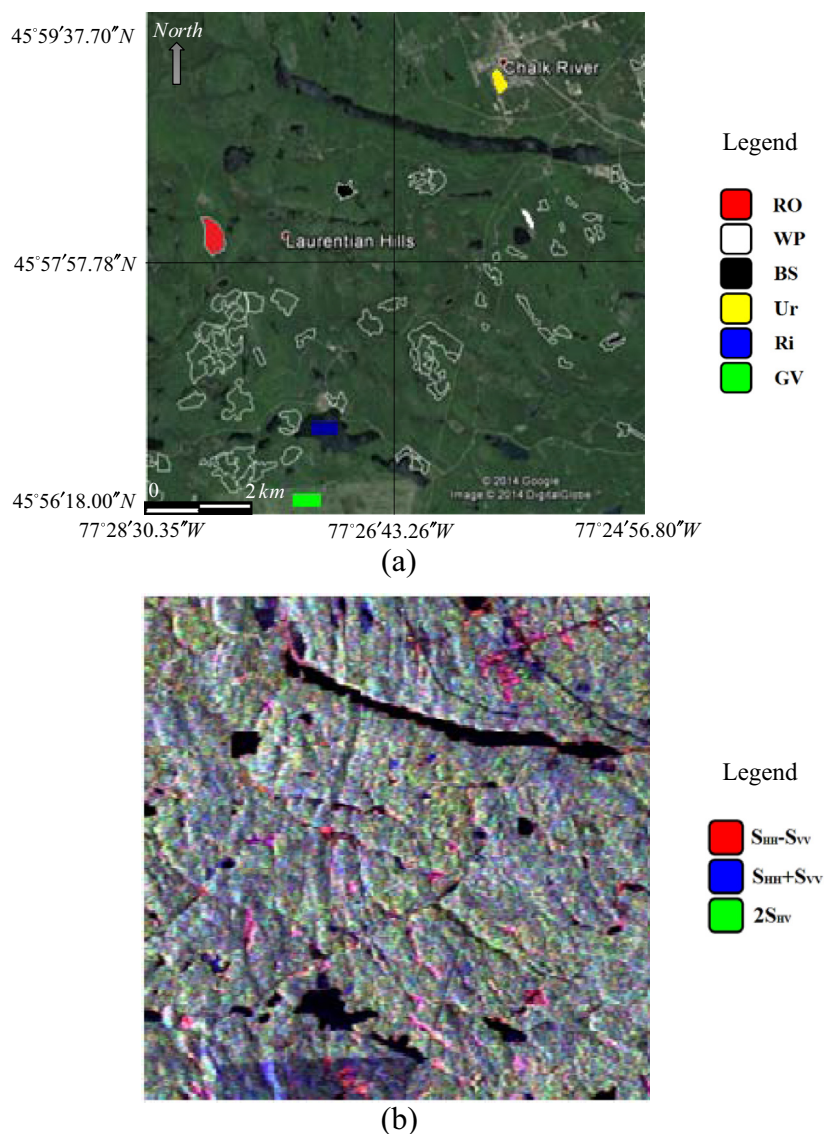 45°59′37.70″N
North
Chalk River
Laurentian Hills
45°57′57.78″N
© 2014 Google
Image © 2014 DigitalGlobe
45°56′18.00″N
0 2 km
77°28′30.35″W 77°26′43.26″W 77°24′56.80″W
(a)
Legend
RO
WP
BS
Ur
Ri
GV
Legend
SHH-SVV
SHH+SVV
2SHV
(b)